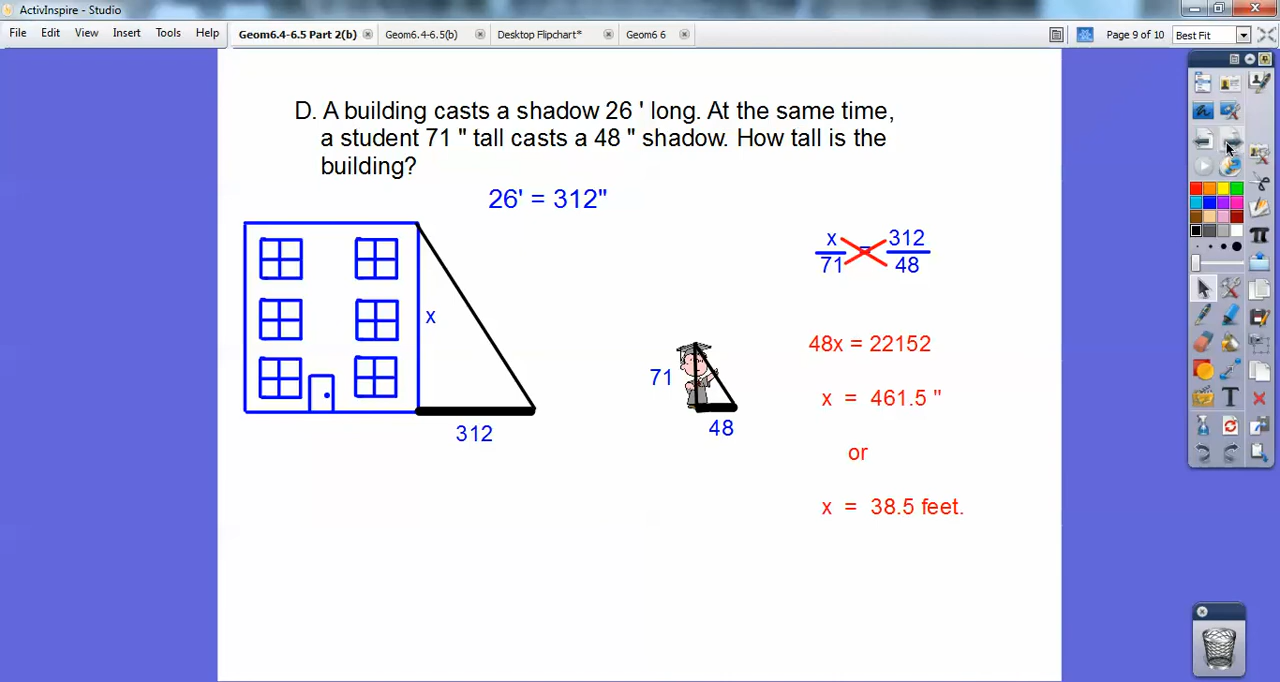 ActivInspire - Studio
File Edit View Insert Tools Help
Geom6.4-6.5 Part 2(b) Geom6.4-6.5(b) Desktop Flipchart* Geom6 6
Page 9 of 10 Best Fit
D. A building casts a shadow 26 ' long. At the same time,
a student 71 " tall casts a 48 " shadow. How tall is the
building?
26' = 312"
x = 312
71 48
x
312
71
48
48x = 22152
x = 461.5 "
or
x = 38.5 feet.